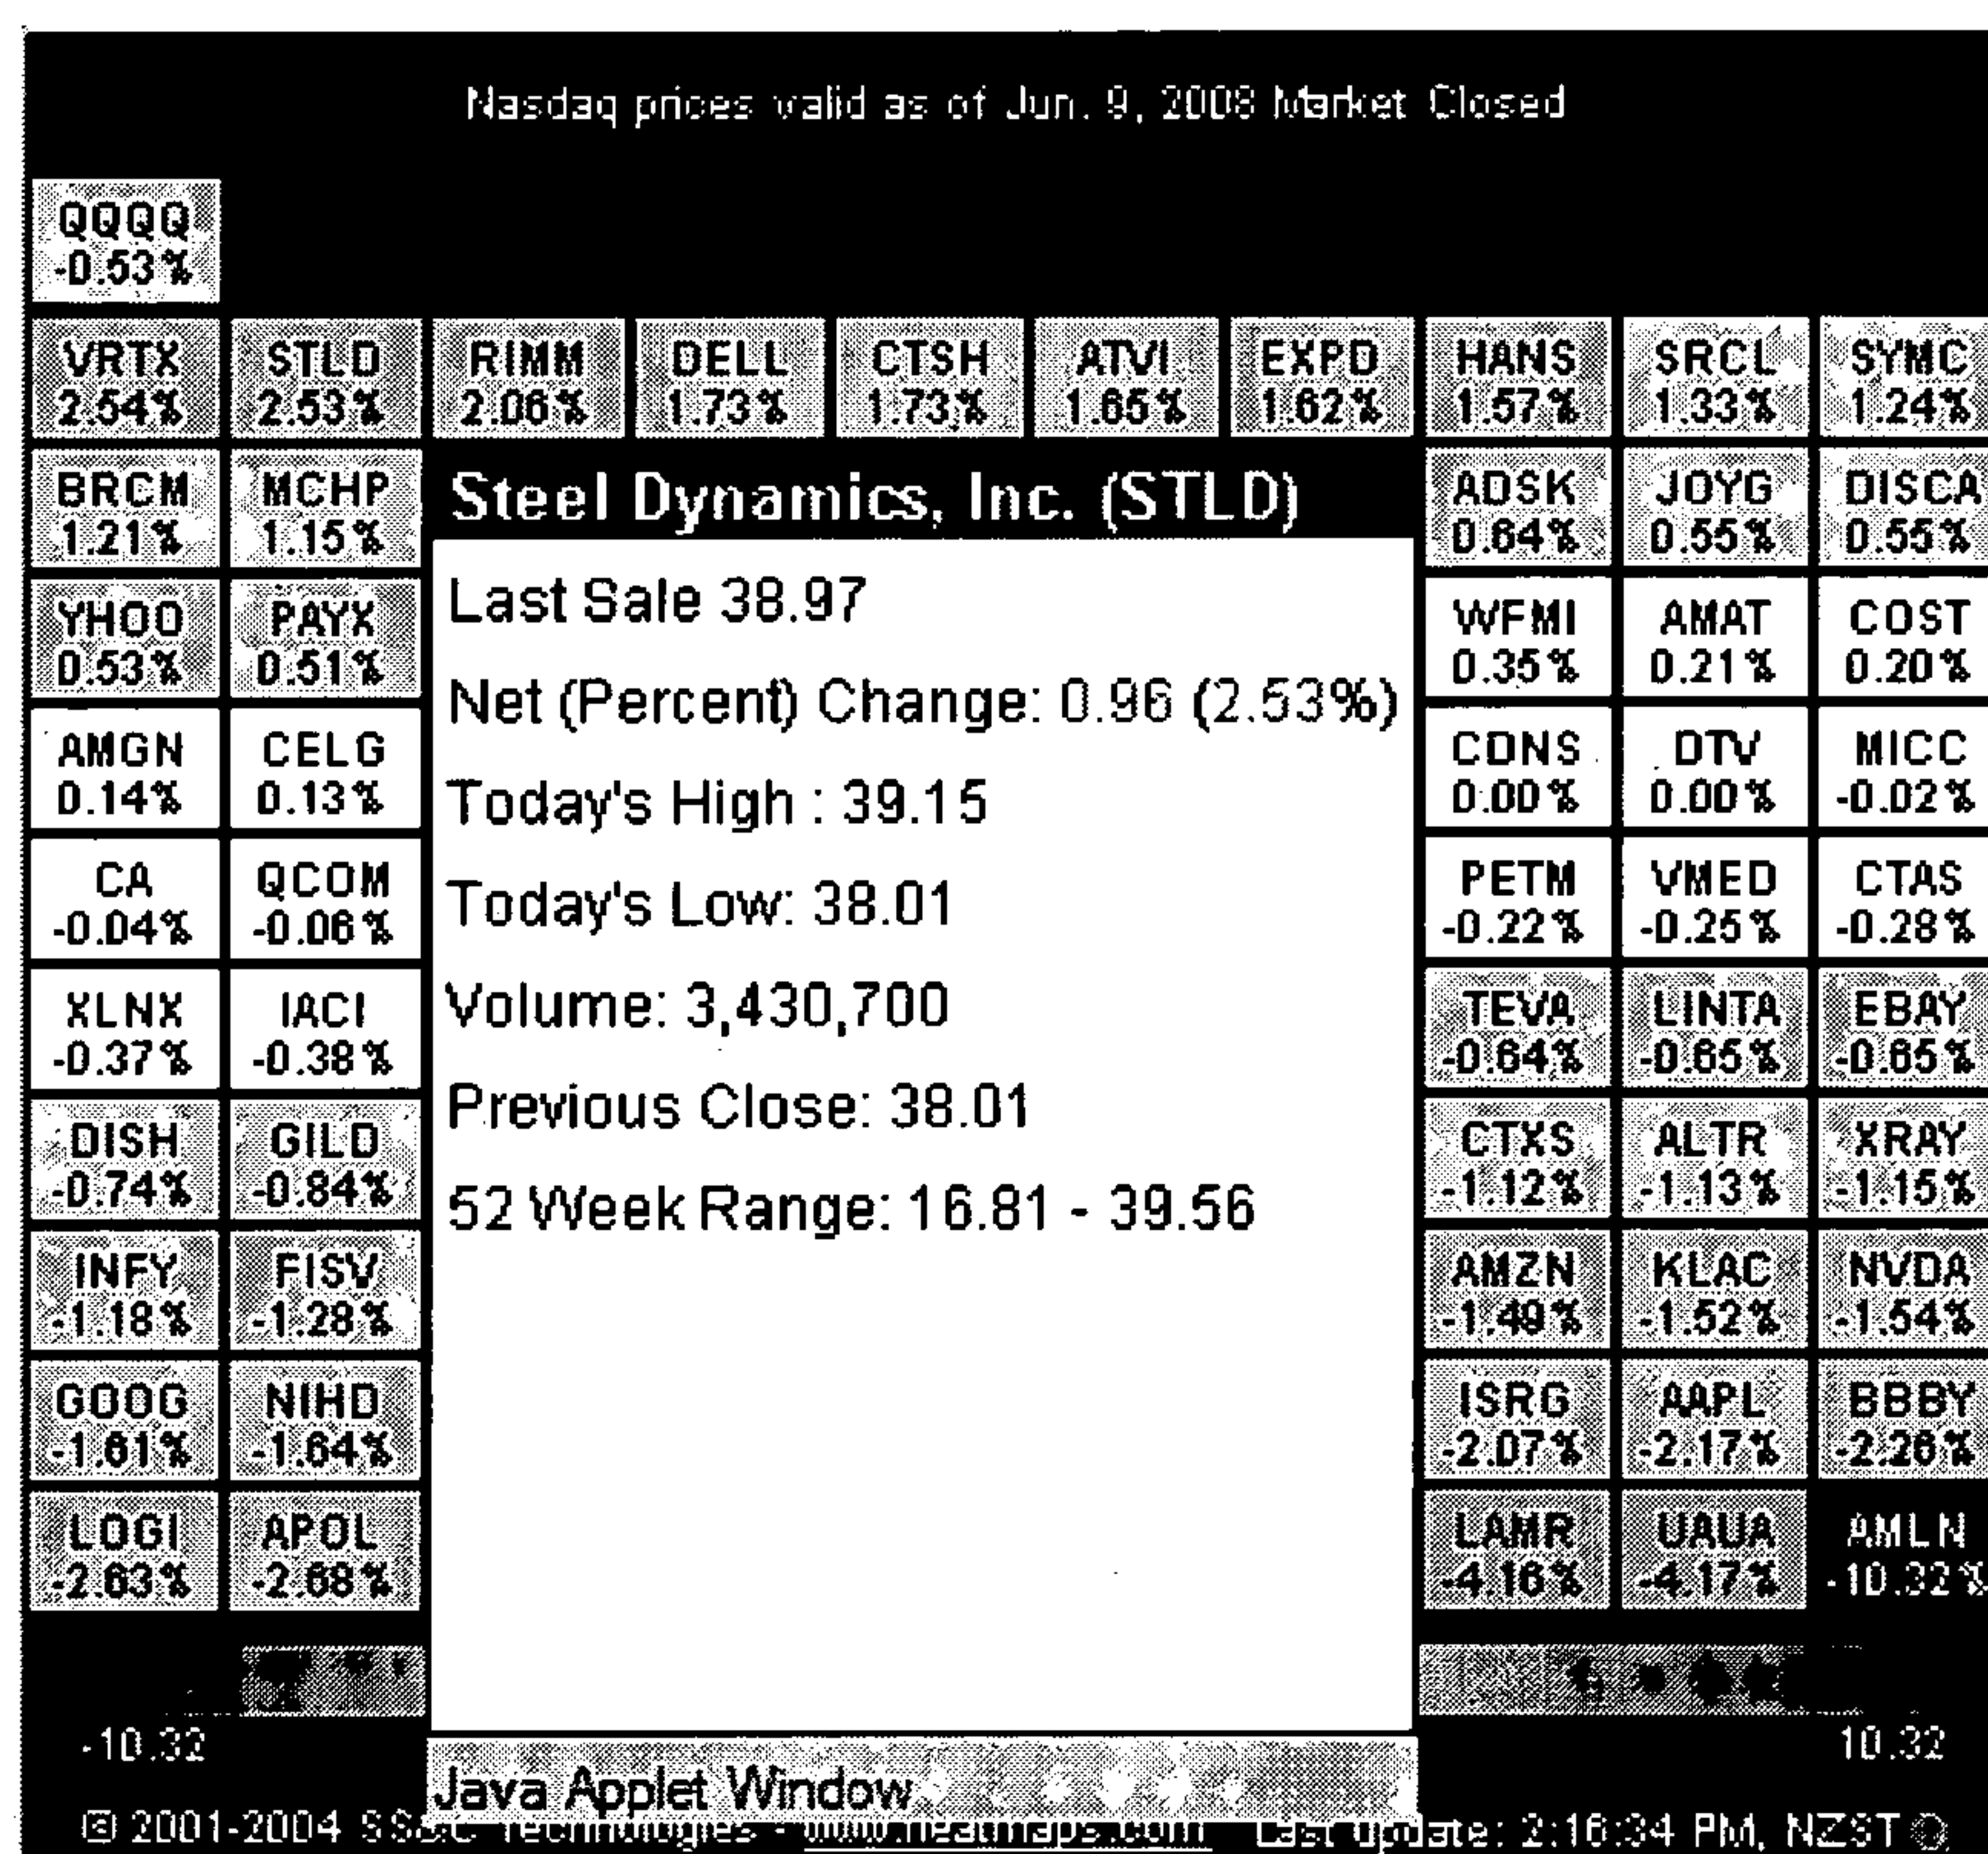 Nasdaq prices valid as of Jun. 9, 2008 Market Closed
QQQQ
-0.53%
VRTX STLD RIMM DELL CTSH ATVI EXPD HANS SRCL SYMC
2.54% 2.53% 2.06% 1.73% 1.73% 1.65% 1.62% 1.57% 1.33% 1.24%
BRCM MCHP Steel Dynamics, Inc. (STLD) ADSK JOYG DISCA
1.21% 1.15% 0.64% 0.55% 0.55%
YHOO PAYX Last Sale 38.97 WFMI AMAT COST
0.53% 0.51% Net (Percent) Change: 0.96 (2.53%) 0.35% 0.21% 0.20%
AMGN CELG CDNS DTV MICC
0.14% 0.13% Today's High : 39.15 0.00% 0.00% -0.02%
CA QCOM PETM VMED CTAS
-0.04% -0.06% Today's Low: 38.01 -0.22% -0.25% -0.28%
XLNX IACI Volume: 3,430,700 TEVA LINTA EBAY
-0.37% -0.38% -0.64% -0.65% -0.65%
DISH GILD Previous Close: 38.01 CTXS ALTR XRAY
-0.74% -0.84% 52 Week Range: 16.81 - 39.56 -1.12% -1.13% -1.15%
INFY FISV AMZN KLAC NVDA
-1.18% -1.28% -1.49% -1.52% -1.54%
GOOG NIHD ISRG AAPL BBBY
-1.61% -1.64% -2.07% -2.17% -2.26%
LOGI APOL LAMR UAUA AMLN
-2.63% -2.68% -4.16% -4.17% -10.32%
-10.32 10.32
Java Applet Window
© 2001-2004 SS&C Technologies - www.heatmaps.com Last update: 2:16:34 PM, NZST